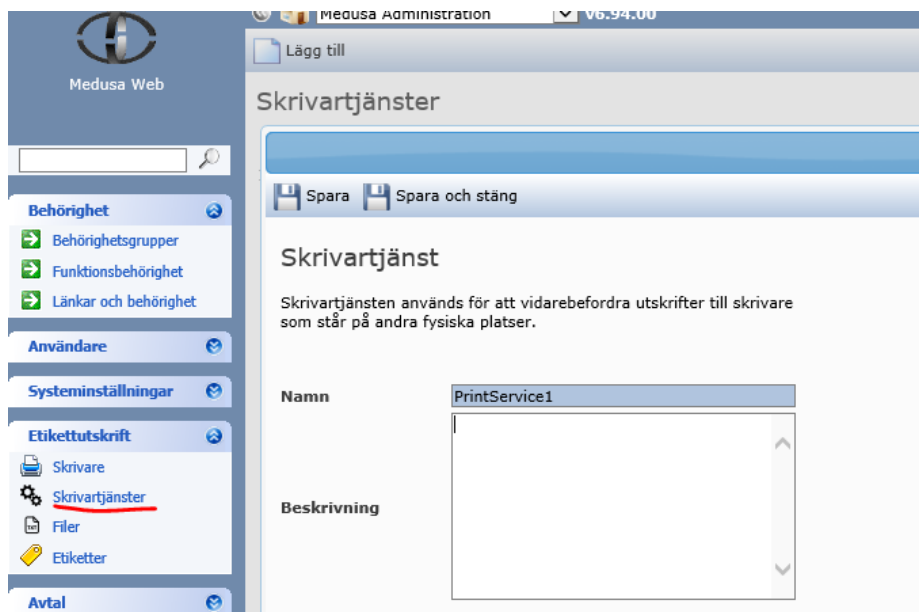 Medusa Administration
v6.94.00
Medusa Web
Lägg till
Skrivartjänster
Spara
Spara och stäng
Behörighet
Behörighetsgrupper
Funktionsbehörighet
Länkar och behörighet
Användare
Systeminställningar
Etikettutskrift
Skrivare
Skrivartjänster
Filer
Etiketter
Avtal
Skrivartjänst
Skrivartjänsten används för att vidarebefordra utskrifter till skrivare
som står på andra fysiska platser.
Namn
PrintService1
Beskrivning